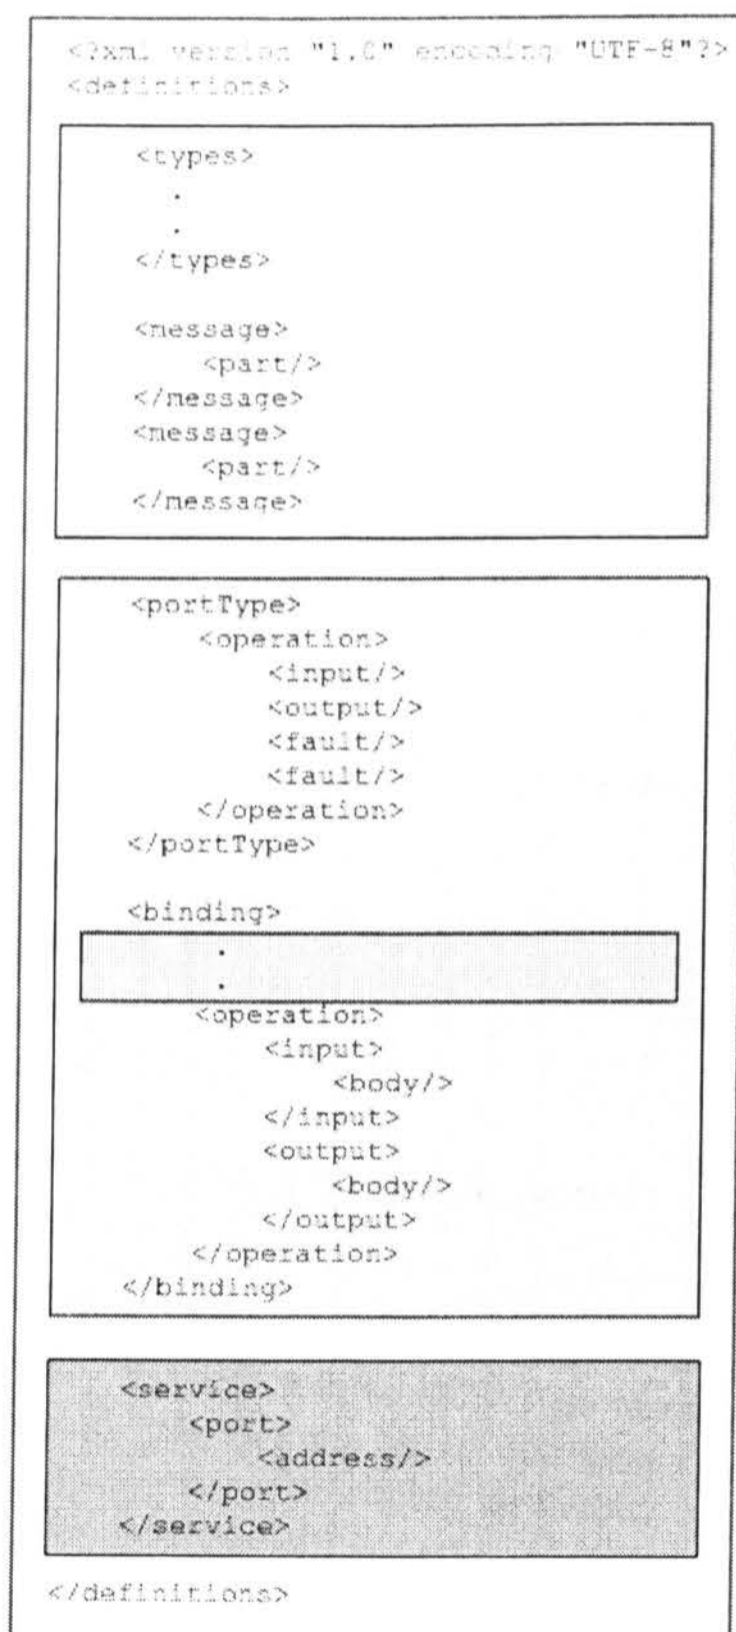 <?xml version "1.0" encoding "UTF-8"?>
<definitions>
<types>
.
.
</types>
<message>
<part/>
</message>
<message>
<part/>
</message>
<portType>
<operation>
<input/>
<output/>
<fault/>
<fault/>
</operation>
</portType>
<binding>
.
.
<operation>
<input>
<body/>
</input>
<output>
<body/>
</output>
</operation>
</binding>
<service>
<port>
<address/>
</port>
</service>
</definitions>